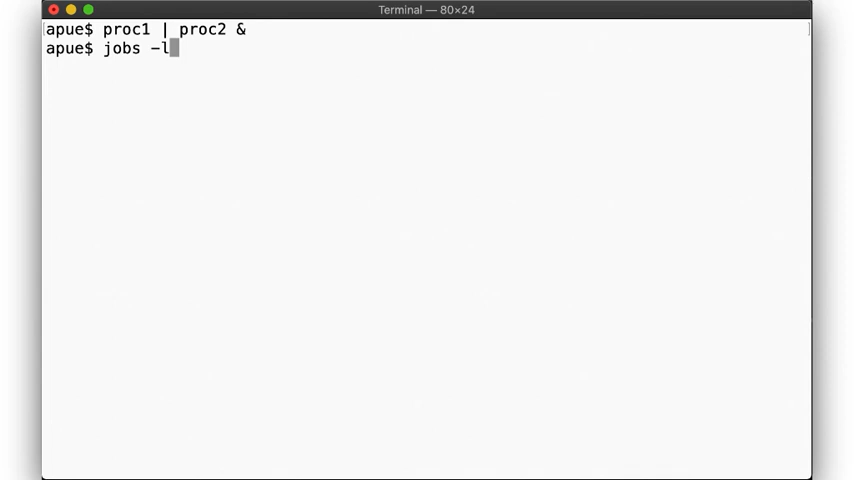 Terminal — 80×24
apue$ proc1 | proc2 &
apue$ jobs -l